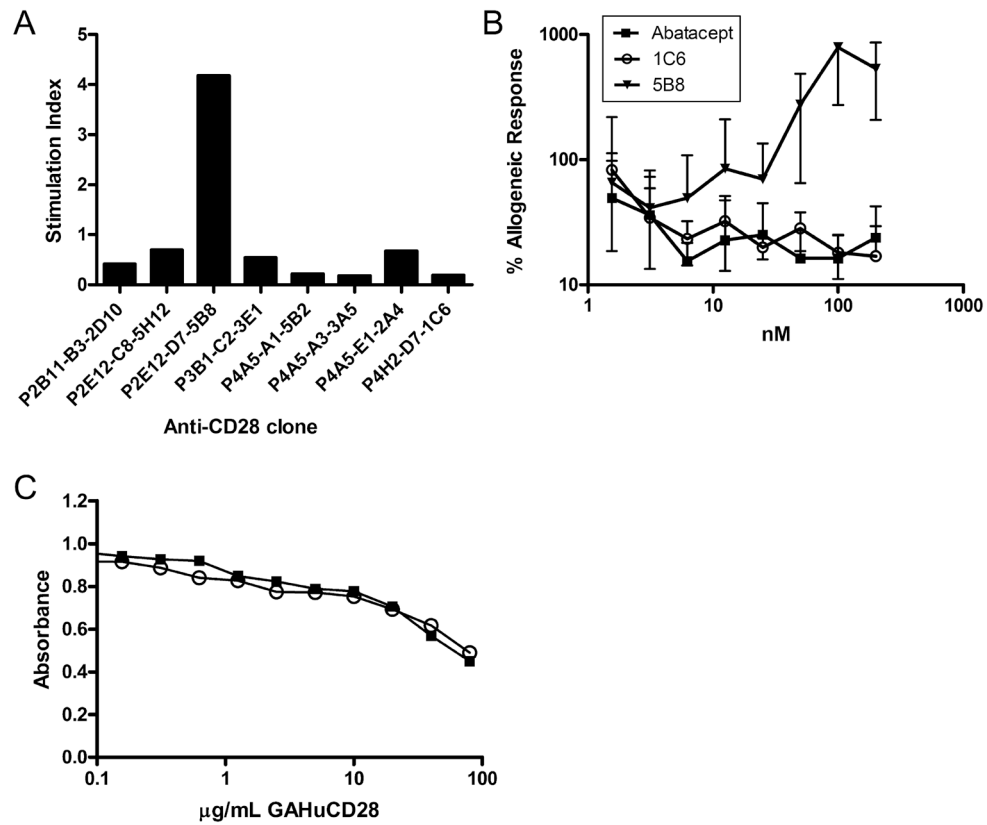 A
5
4
3
2
1
0
Stimulation Index
P2B11-B3-2D10
P2E12-C8-5H12
P2E12-D7-5B8
P3B1-C2-3E1
P4A5-A1-5B2
P4A5-A3-3A5
P4A5-E1-2A4
P4H2-D7-1C6
Anti-CD28 clone
B
Abatacept
1C6
5B8
1000
100
10
% Allogeneic Response
1
10
100
1000
nM
C
1.2
1.0
0.8
0.6
0.4
0.2
0.0
Absorbance
0.1
1
10
100
µg/mL GAHuCD28